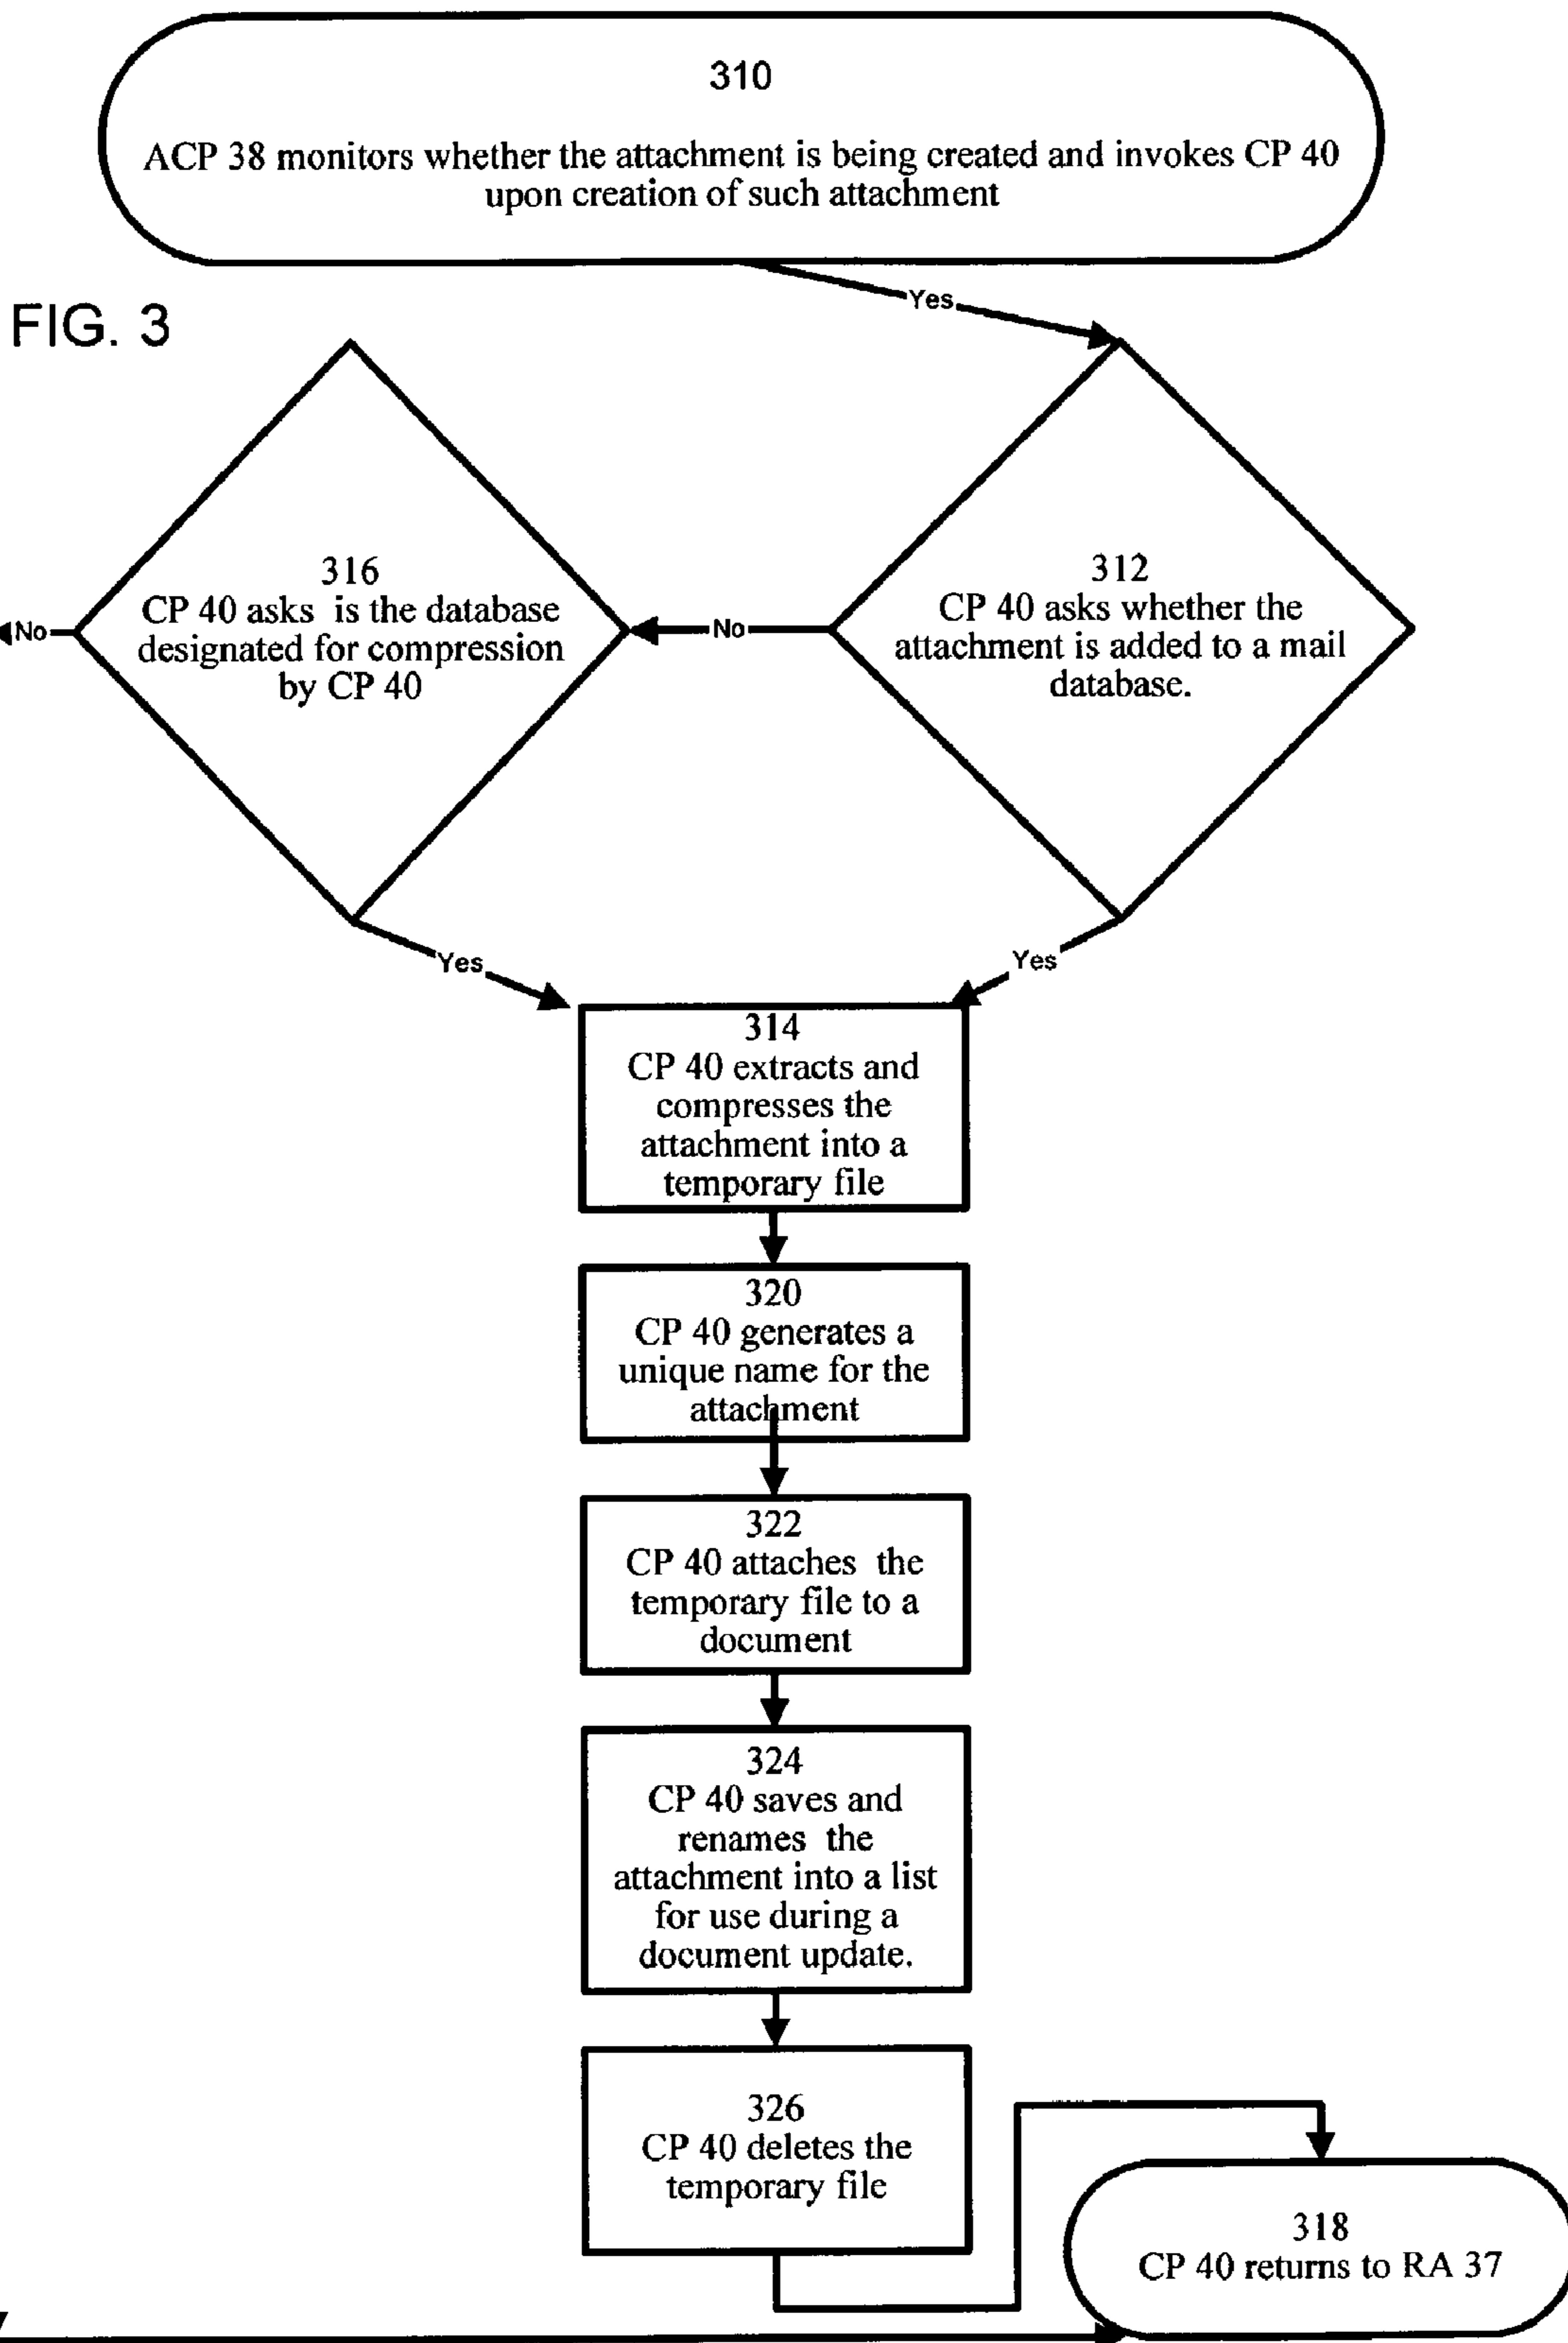 310
ACP 38 monitors whether the attachment is being created and invokes CP 40
upon creation of such attachment
Yes
FIG. 3
316
CP 40 asks is the database
designated for compression
by CP 40
No
No
312
CP 40 asks whether the
attachment is added to a mail
database.
Yes
Yes
314
CP 40 extracts and
compresses the
attachment into a
temporary file
320
CP 40 generates a
unique name for the
attachment
322
CP 40 attaches the
temporary file to a
document
324
CP 40 saves and
renames the
attachment into a list
for use during a
document update.
326
CP 40 deletes the
temporary file
318
CP 40 returns to RA 37